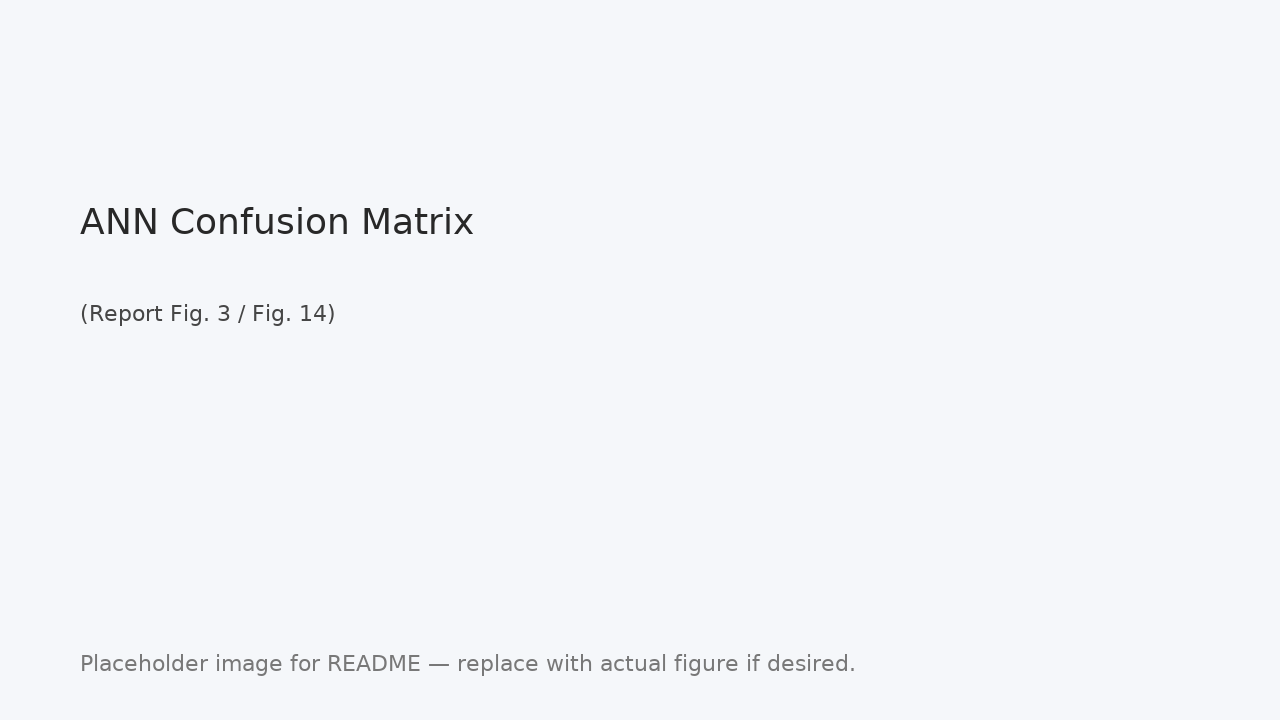 ANN Confusion Matrix
(Report Fig. 3 / Fig. 14)
Placeholder image for README — replace with actual figure if desired.